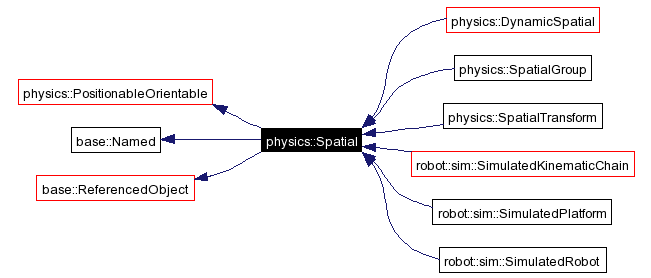 physics::DynamicSpatial
physics::SpatialGroup
physics::PositionableOrientable
physics::SpatialTransform
base::Named
physics::Spatial
robot::sim::SimulatedKinematicChain
base::ReferencedObject
robot::sim::SimulatedPlatform
robot::sim::SimulatedRobot